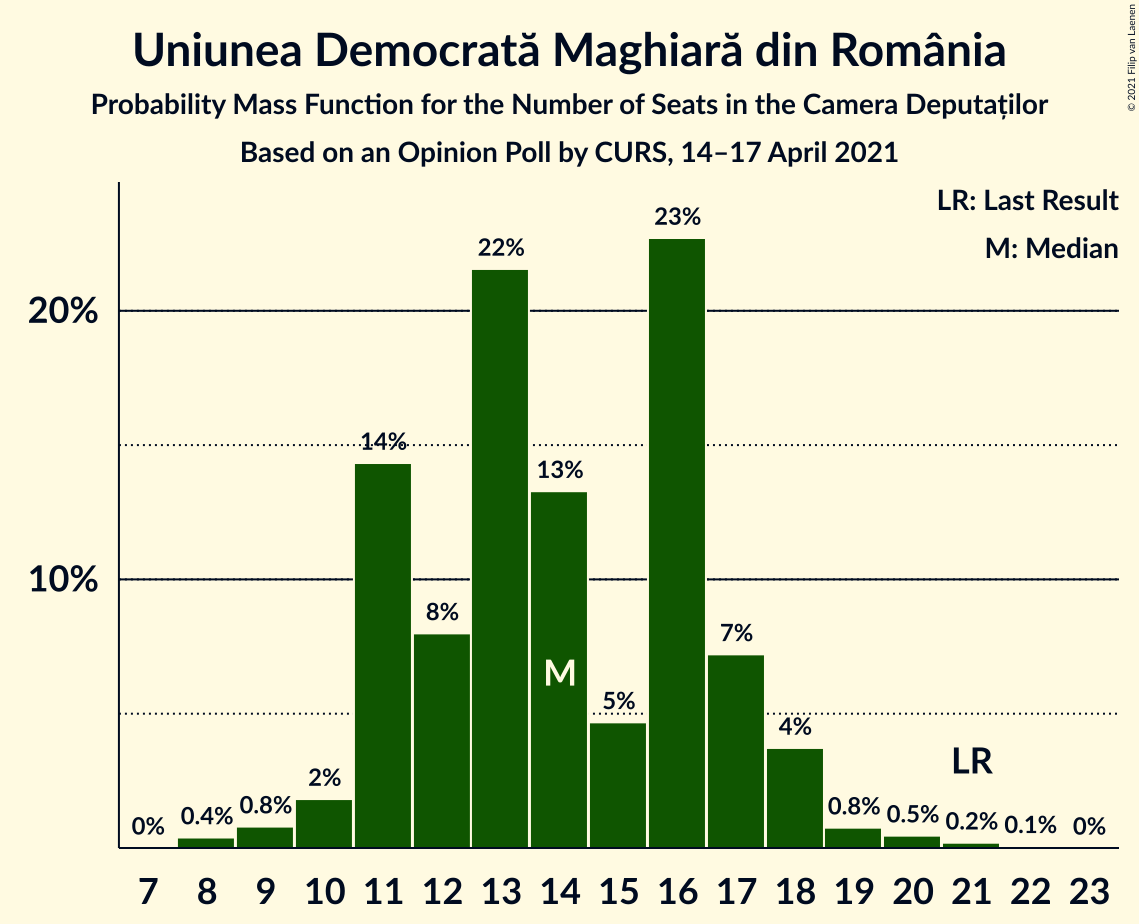 Uniunea Democrată Maghiară din România
Probability Mass Function for the Number of Seats in the Camera Deputaților
Based on an Opinion Poll by CURS, 14–17 April 2021
© 2021 Filip van Laenen
LR: Last Result
M: Median
20%
10%
0%
0.4%
0.8%
2%
14%
8%
22%
13%
5%
23%
7%
4%
0.8%
0.5%
0.2%
0.1%
0%
M
LR
7 8 9 10 11 12 13 14 15 16 17 18 19 20 21 22 23